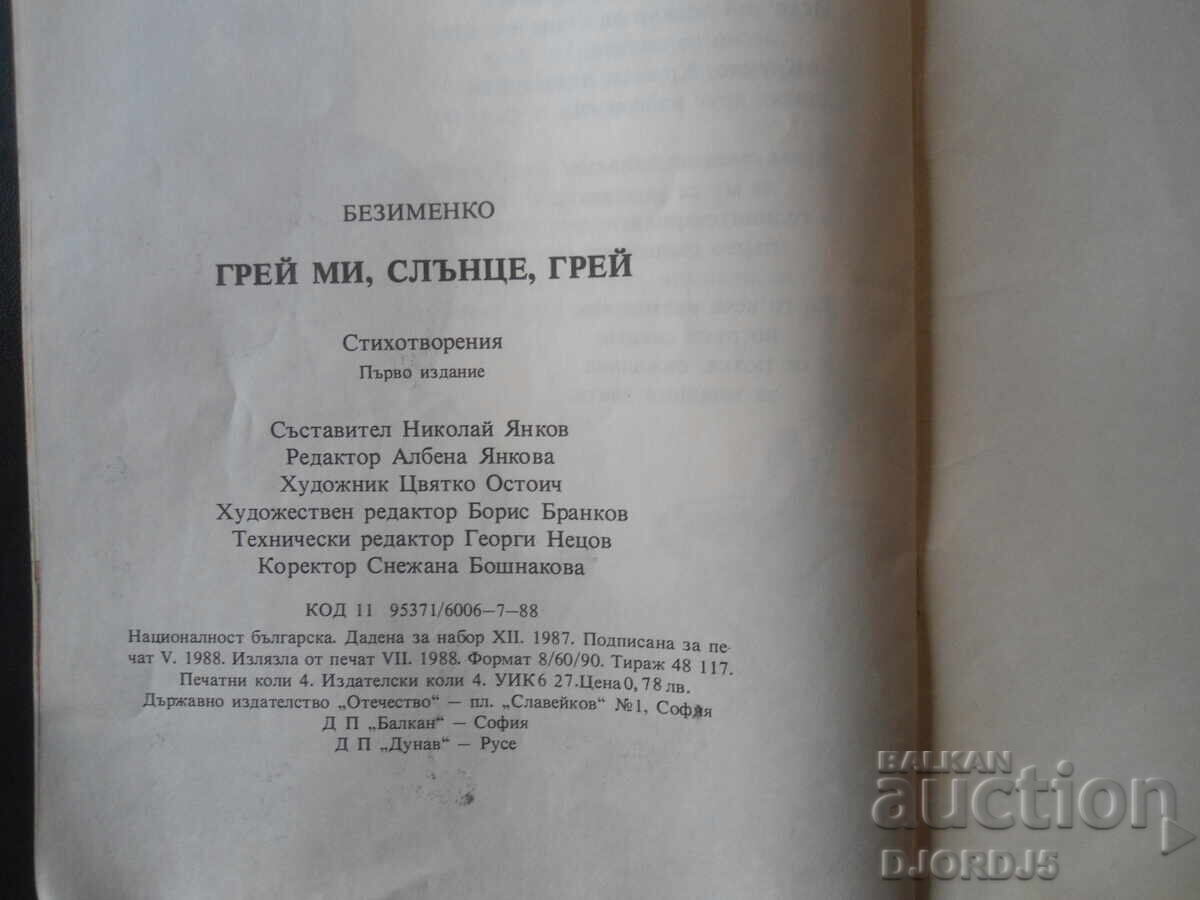 БЕЗИМЕНКО
ГРЕЙ МИ, СЛЪНЦЕ, ГРЕЙ
Стихотворения
Първо издание
Съставител Николай Янков
Редактор Албена Янкова
Художник Цвятко Остоич
Художествен редактор Борис Бранков
Технически редактор Георги Нецов
Коректор Снежана Бошнакова
КОД 11 95371/6006–7–88
Националност българска. Дадена за набор XII. 1987. Подписана за пе-
чат V. 1988. Излязла от печат VII. 1988. Формат 8/60/90. Тираж 48 117.
Печатни коли 4. Издателски коли 4. УИК6 27.Цена0,78 лв.
Държавно издателство „Отечество“ — пл. „Славейков“ №1, София
Д П „Балкан“ — София
Д П „Дунав“ — Русе
BALKAN
auction
DJORDJ5